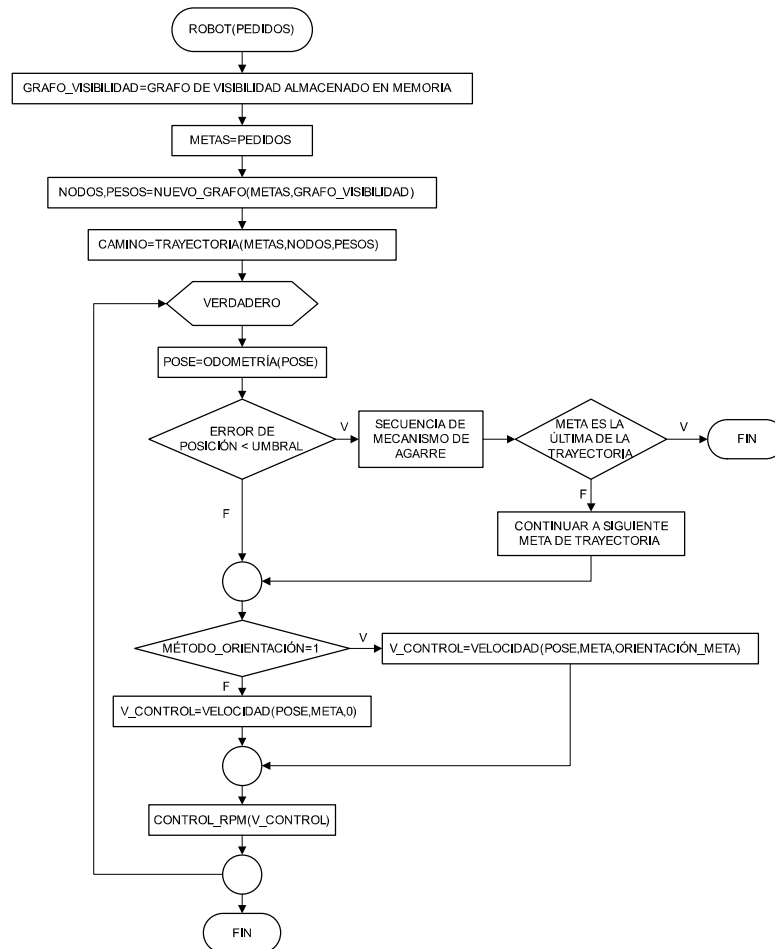 ROBOT(PEDIDOS)
GRAFO_VISIBILIDAD=GRAFO DE VISIBILIDAD ALMACENADO EN MEMORIA
METAS=PEDIDOS
NODOS,PESOS=NUEVO_GRAFO(METAS,GRAFO_VISIBILIDAD)
CAMINO=TRAYECTORIA(METAS,NODOS,PESOS)
VERDADERO
POSE=ODOMETRÍA(POSE)
ERROR DE
POSICIÓN < UMBRAL
V
SECUENCIA DE
MECANISMO DE
AGARRE
META ES LA
ÚLTIMA DE LA
TRAYECTORIA
V
FIN
F
CONTINUAR A SIGUIENTE
META DE TRAYECTORIA
F
MÉTODO_ORIENTACIÓN=1
V
V_CONTROL=VELOCIDAD(POSE,META,ORIENTACIÓN_META)
F
V_CONTROL=VELOCIDAD(POSE,META,0)
CONTROL_RPM(V_CONTROL)
FIN